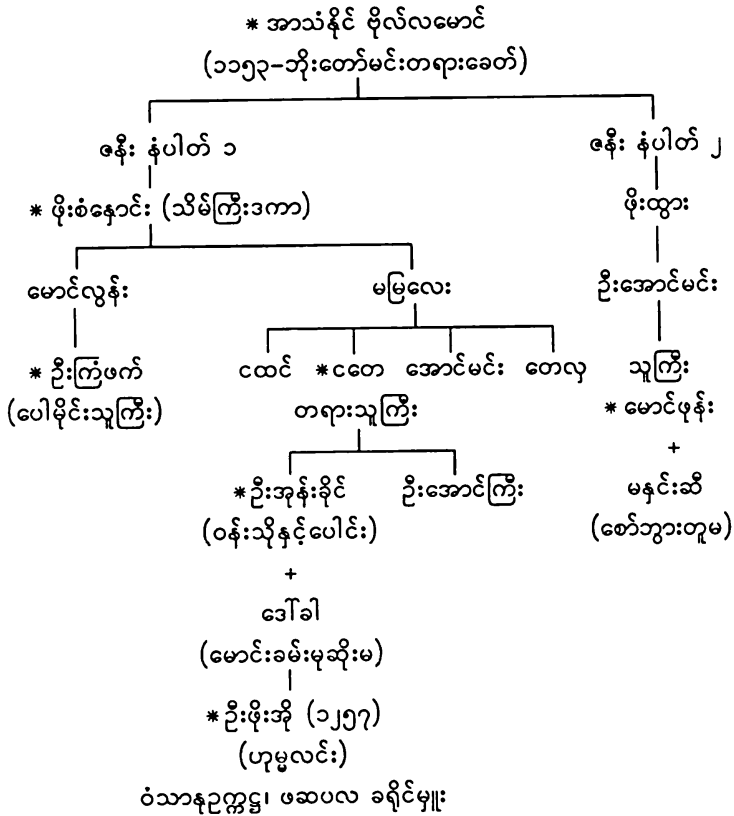 * အာသံနိုင် ဗိုလ်လမောင်
(၁၁၅၃–ဘိုးတော်မင်းတရားခေတ်)
ဇနီး နံပါတ် ၁
ဇနီး နံပါတ် ၂
* ဖိုးစံနှောင်း (သိမ်ကြီးဒကာ)
ဖိုးထွား
မောင်လွန်း
မမြလေး
ဦးအောင်မင်း
* ဦးကြံဖက်
(ပေါမိုင်းသူကြီး)
ငထင် *ငတေ အောင်မင်း တေလှ
တရားသူကြီး
သူကြီး
* မောင်ဖုန်း
+
မနှင်းဆီ
(စော်ဘွားတူမ)
*ဦးအုန်းခိုင်
(ဝန်းသိုနှင့်ပေါင်း)
ဦးအောင်ကြီး
+
ဒေါ်ခါ
(မောင်းခမ်းမုဆိုးမ)
*ဦးဖိုးအို (၁၂၅၇)
(ဟုမ္မလင်း)
ဝံသာနုဥက္ကဋ္ဌ၊ ဖဆပလ ခရိုင်မှူး